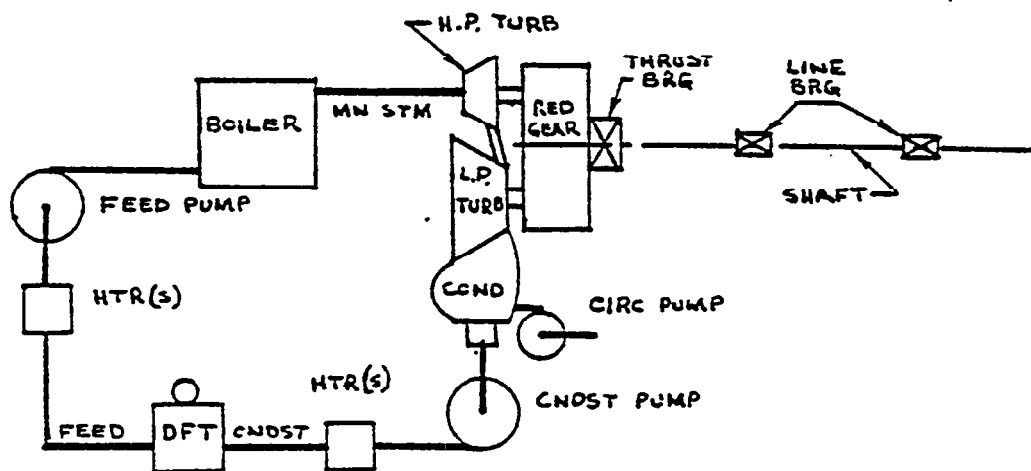 H.P. TURB
THRUST
BRG
LINE
BRG
BOILER
MN STM
RED
GEAR
L.P.
TURB
SHAFT
FEED PUMP
COND
HTR(S)
CIRC PUMP
HTR(S)
CNDST PUMP
FEED
DFT
CNDST